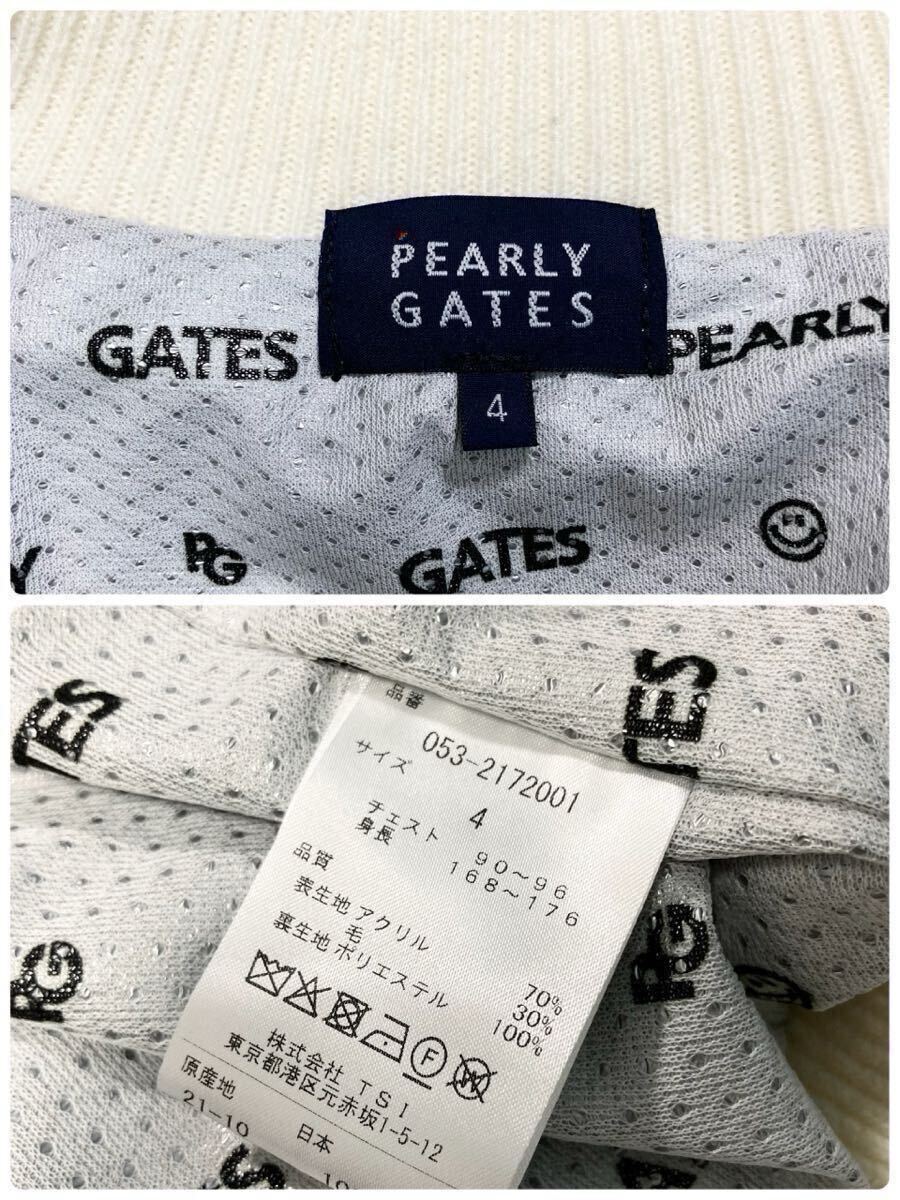 PEARLY
GATES
4
GATES
PEARLY
PG
GATES
TES
TES
品番
053-2172001
サイズ
4
チェスト 90～96
身長 168～176
品質
表生地 アクリル 70%
毛 30%
裏生地 ポリエステル 100%
F
W
株式会社 TSI
東京都港区元赤坂1-5-12
原産地 日本
21-10
PG
PG